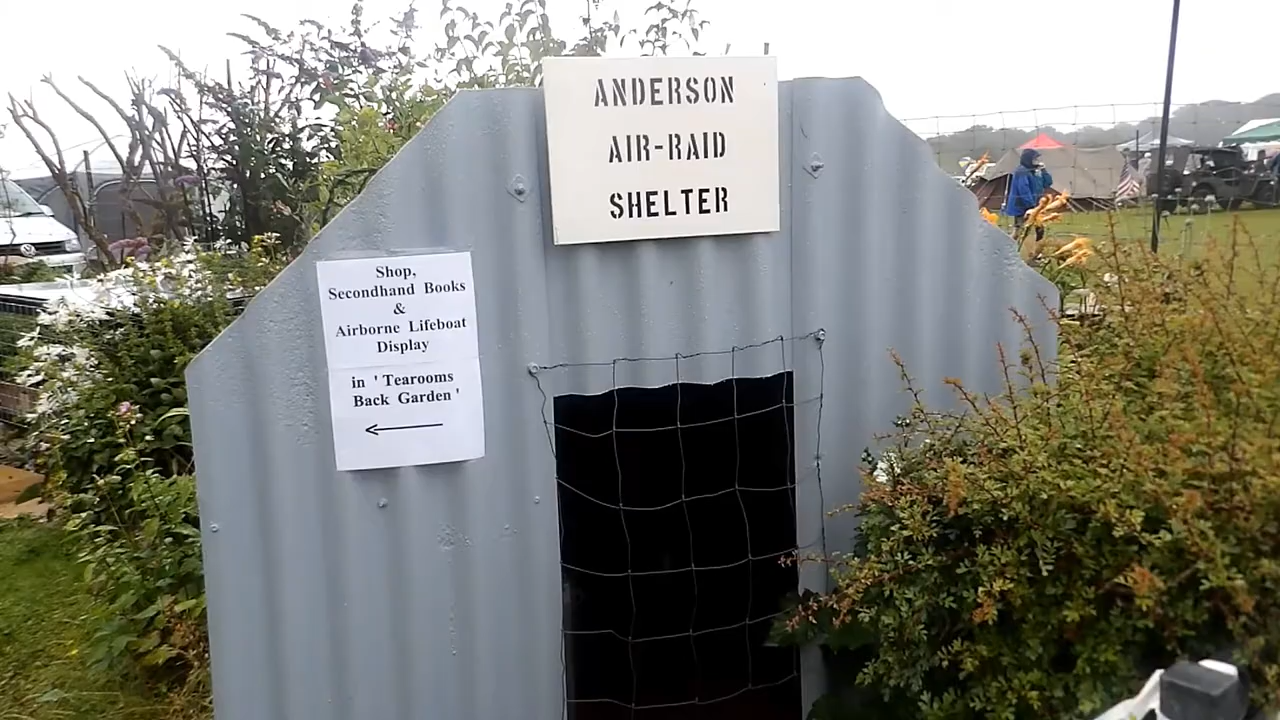 ANDERSON
AIR-RAID
SHELTER
Shop,
Secondhand Books
&
Airborne Lifeboat
Display
in ' Tearooms
Back Garden '